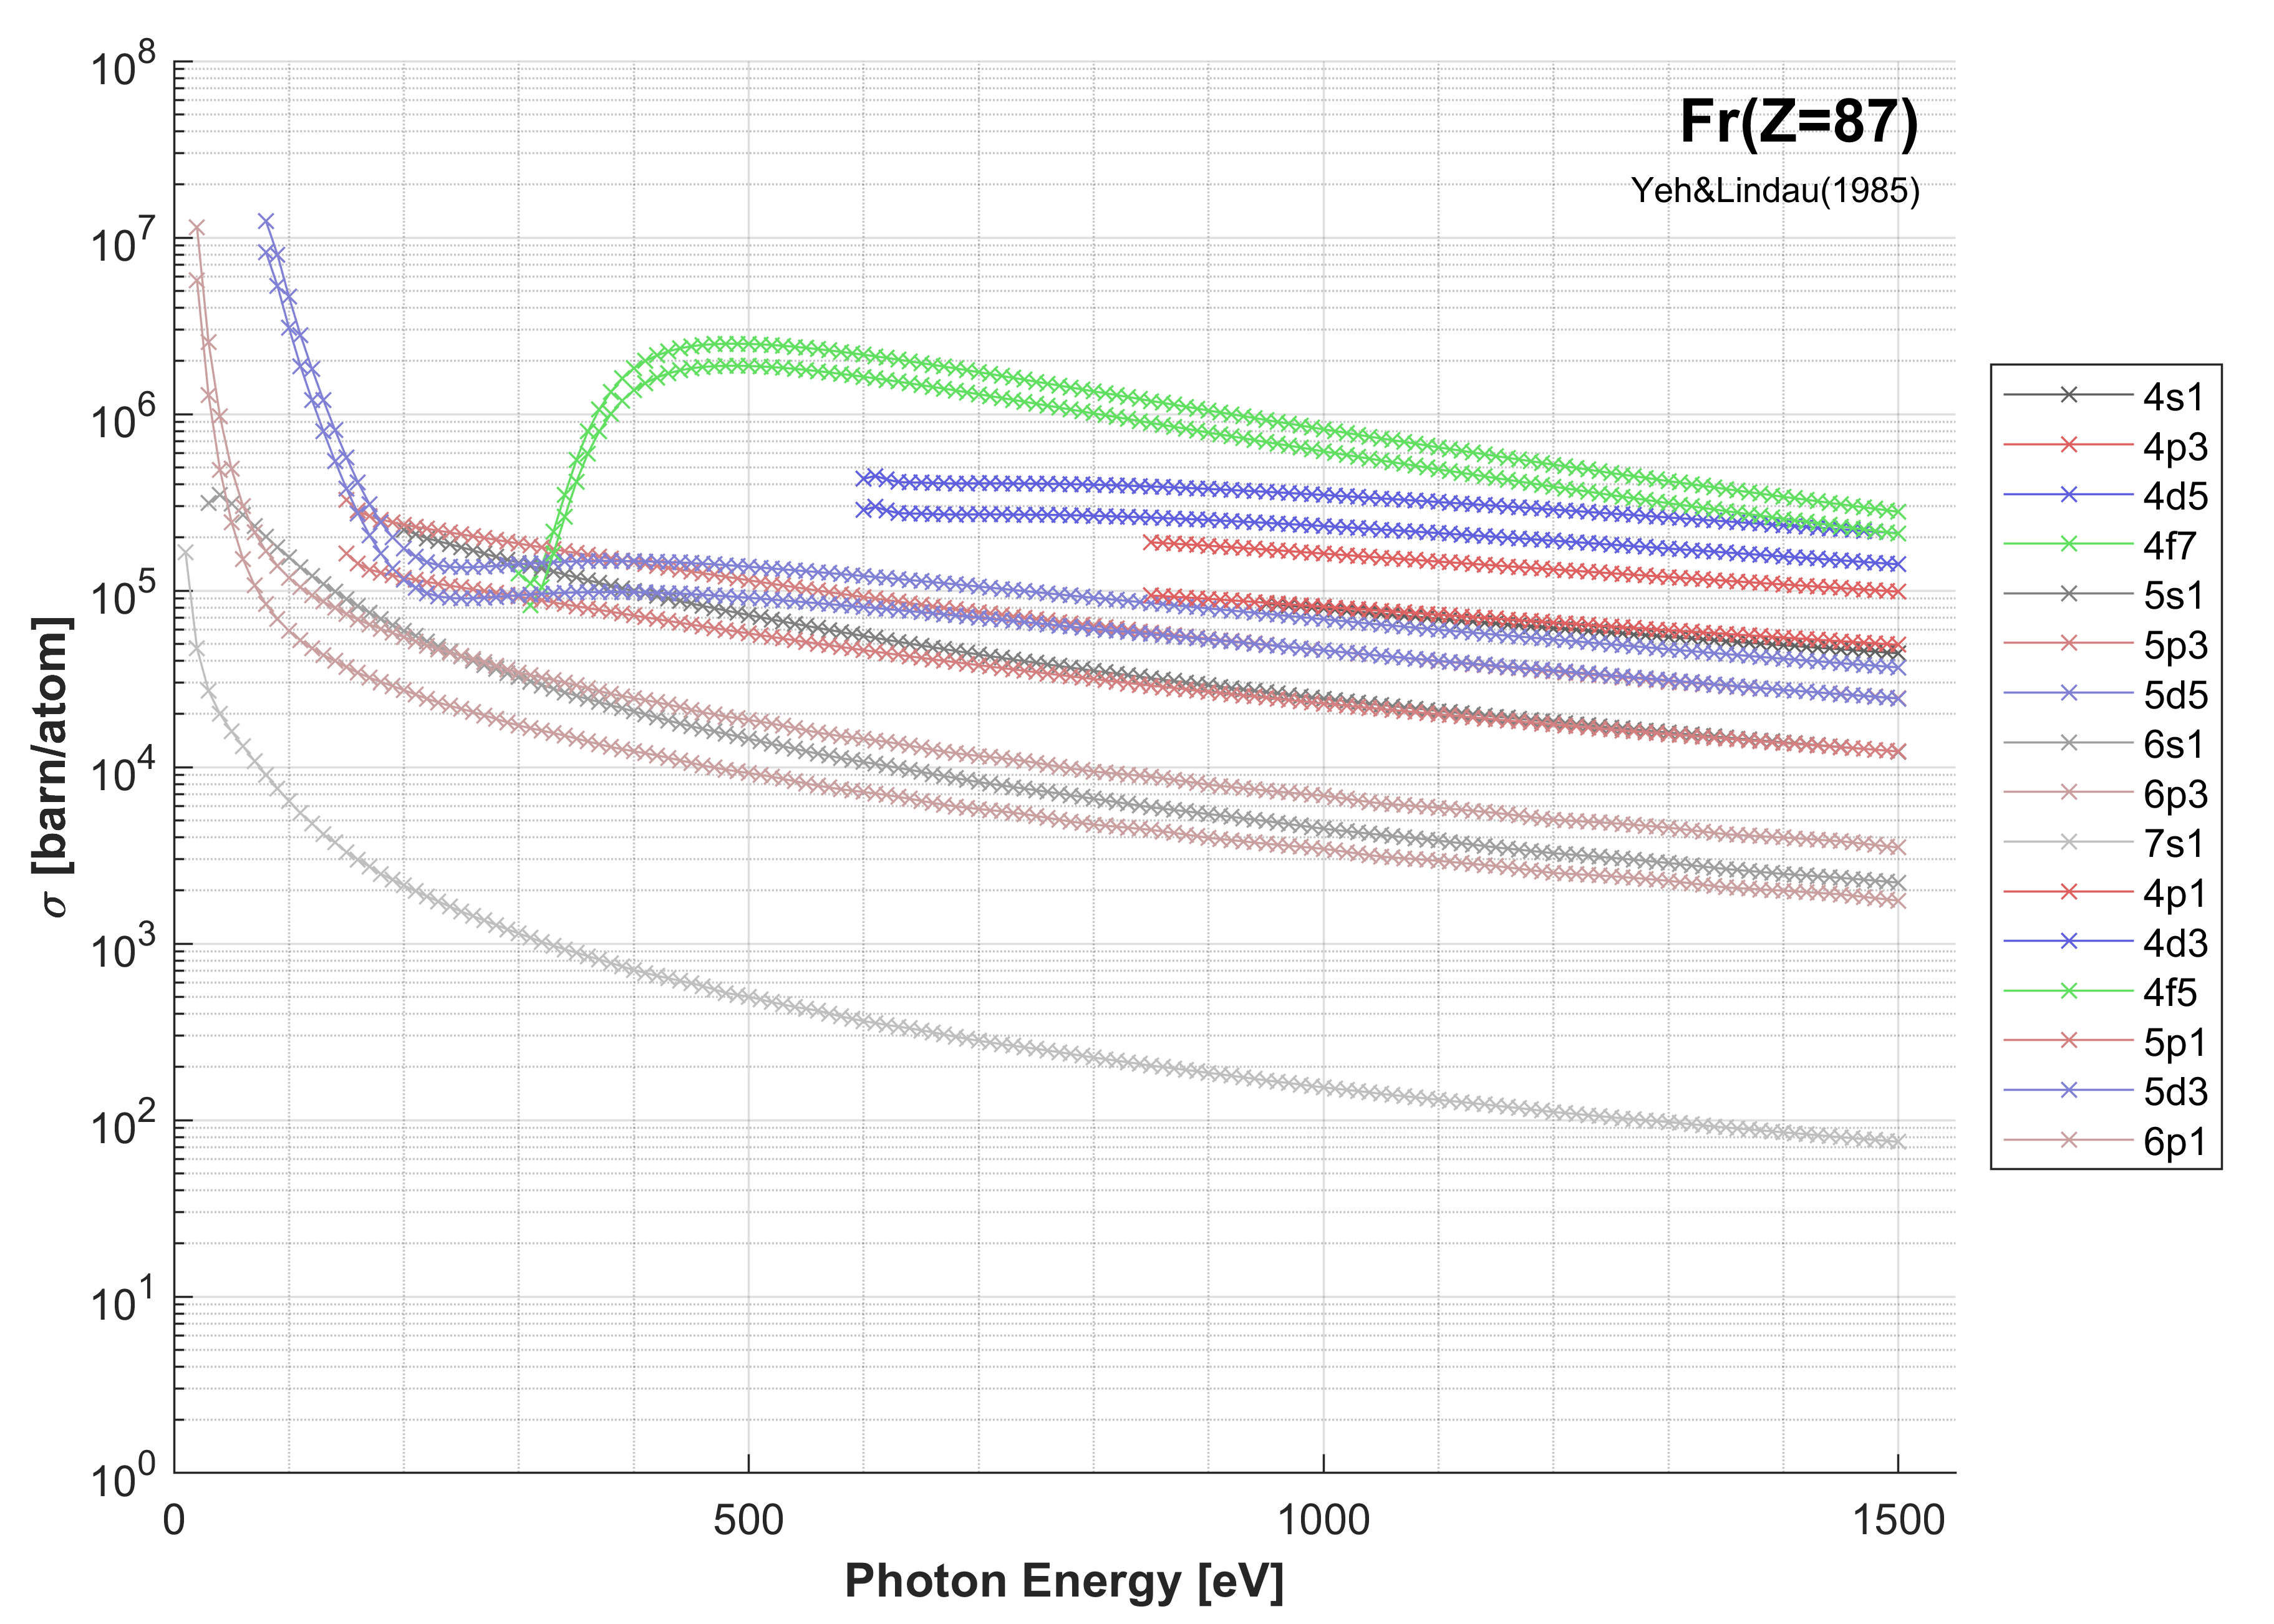 Fr(Z=87)
Yeh&Lindau(1985)
10^8
10^7
10^6
10^5
10^4
10^3
10^2
10^1
10^0
σ [barn/atom]
0
500
1000
1500
Photon Energy [eV]
4s1
4p3
4d5
4f7
5s1
5p3
5d5
6s1
6p3
7s1
4p1
4d3
4f5
5p1
5d3
6p1